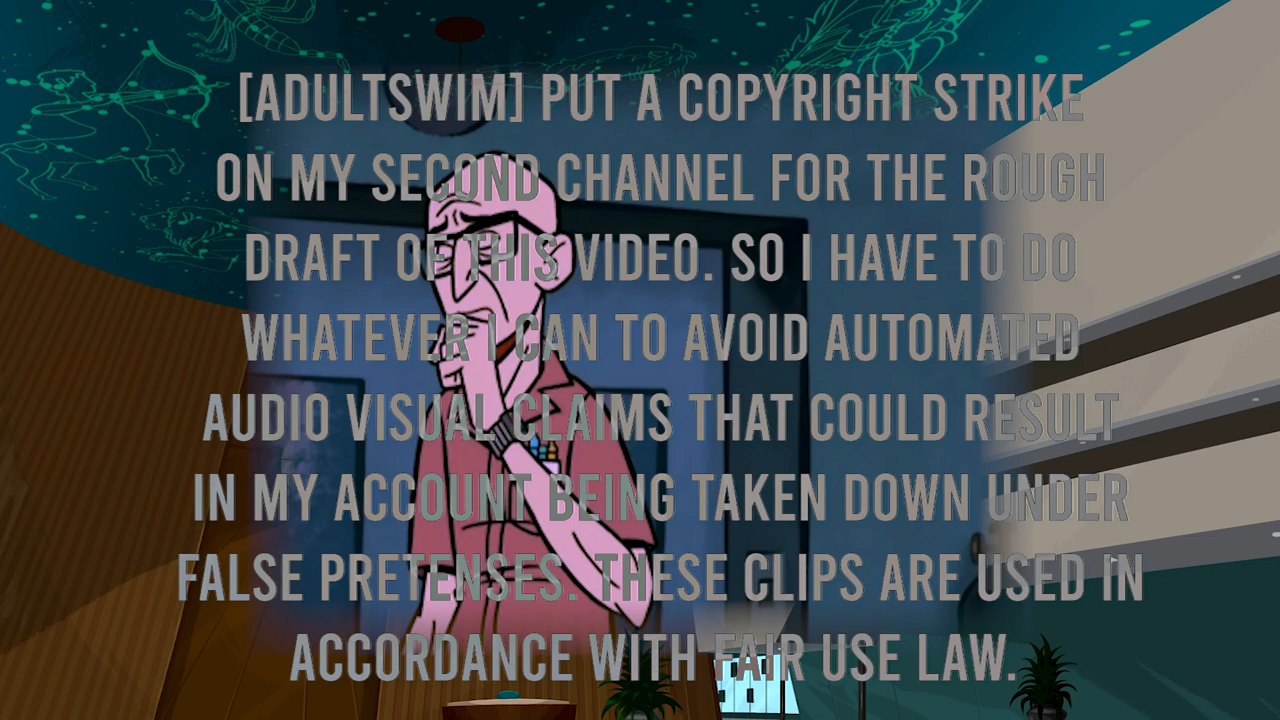 [ADULTSWIM] PUT A COPYRIGHT STRIKE
ON MY SECOND CHANNEL FOR THE ROUGH
DRAFT OF THIS VIDEO. SO I HAVE TO DO
WHATEVER I CAN TO AVOID AUTOMATED
AUDIO VISUAL CLAIMS THAT COULD RESULT
IN MY ACCOUNT BEING TAKEN DOWN UNDER
FALSE PRETENSES. THESE CLIPS ARE USED IN
ACCORDANCE WITH FAIR USE LAW.